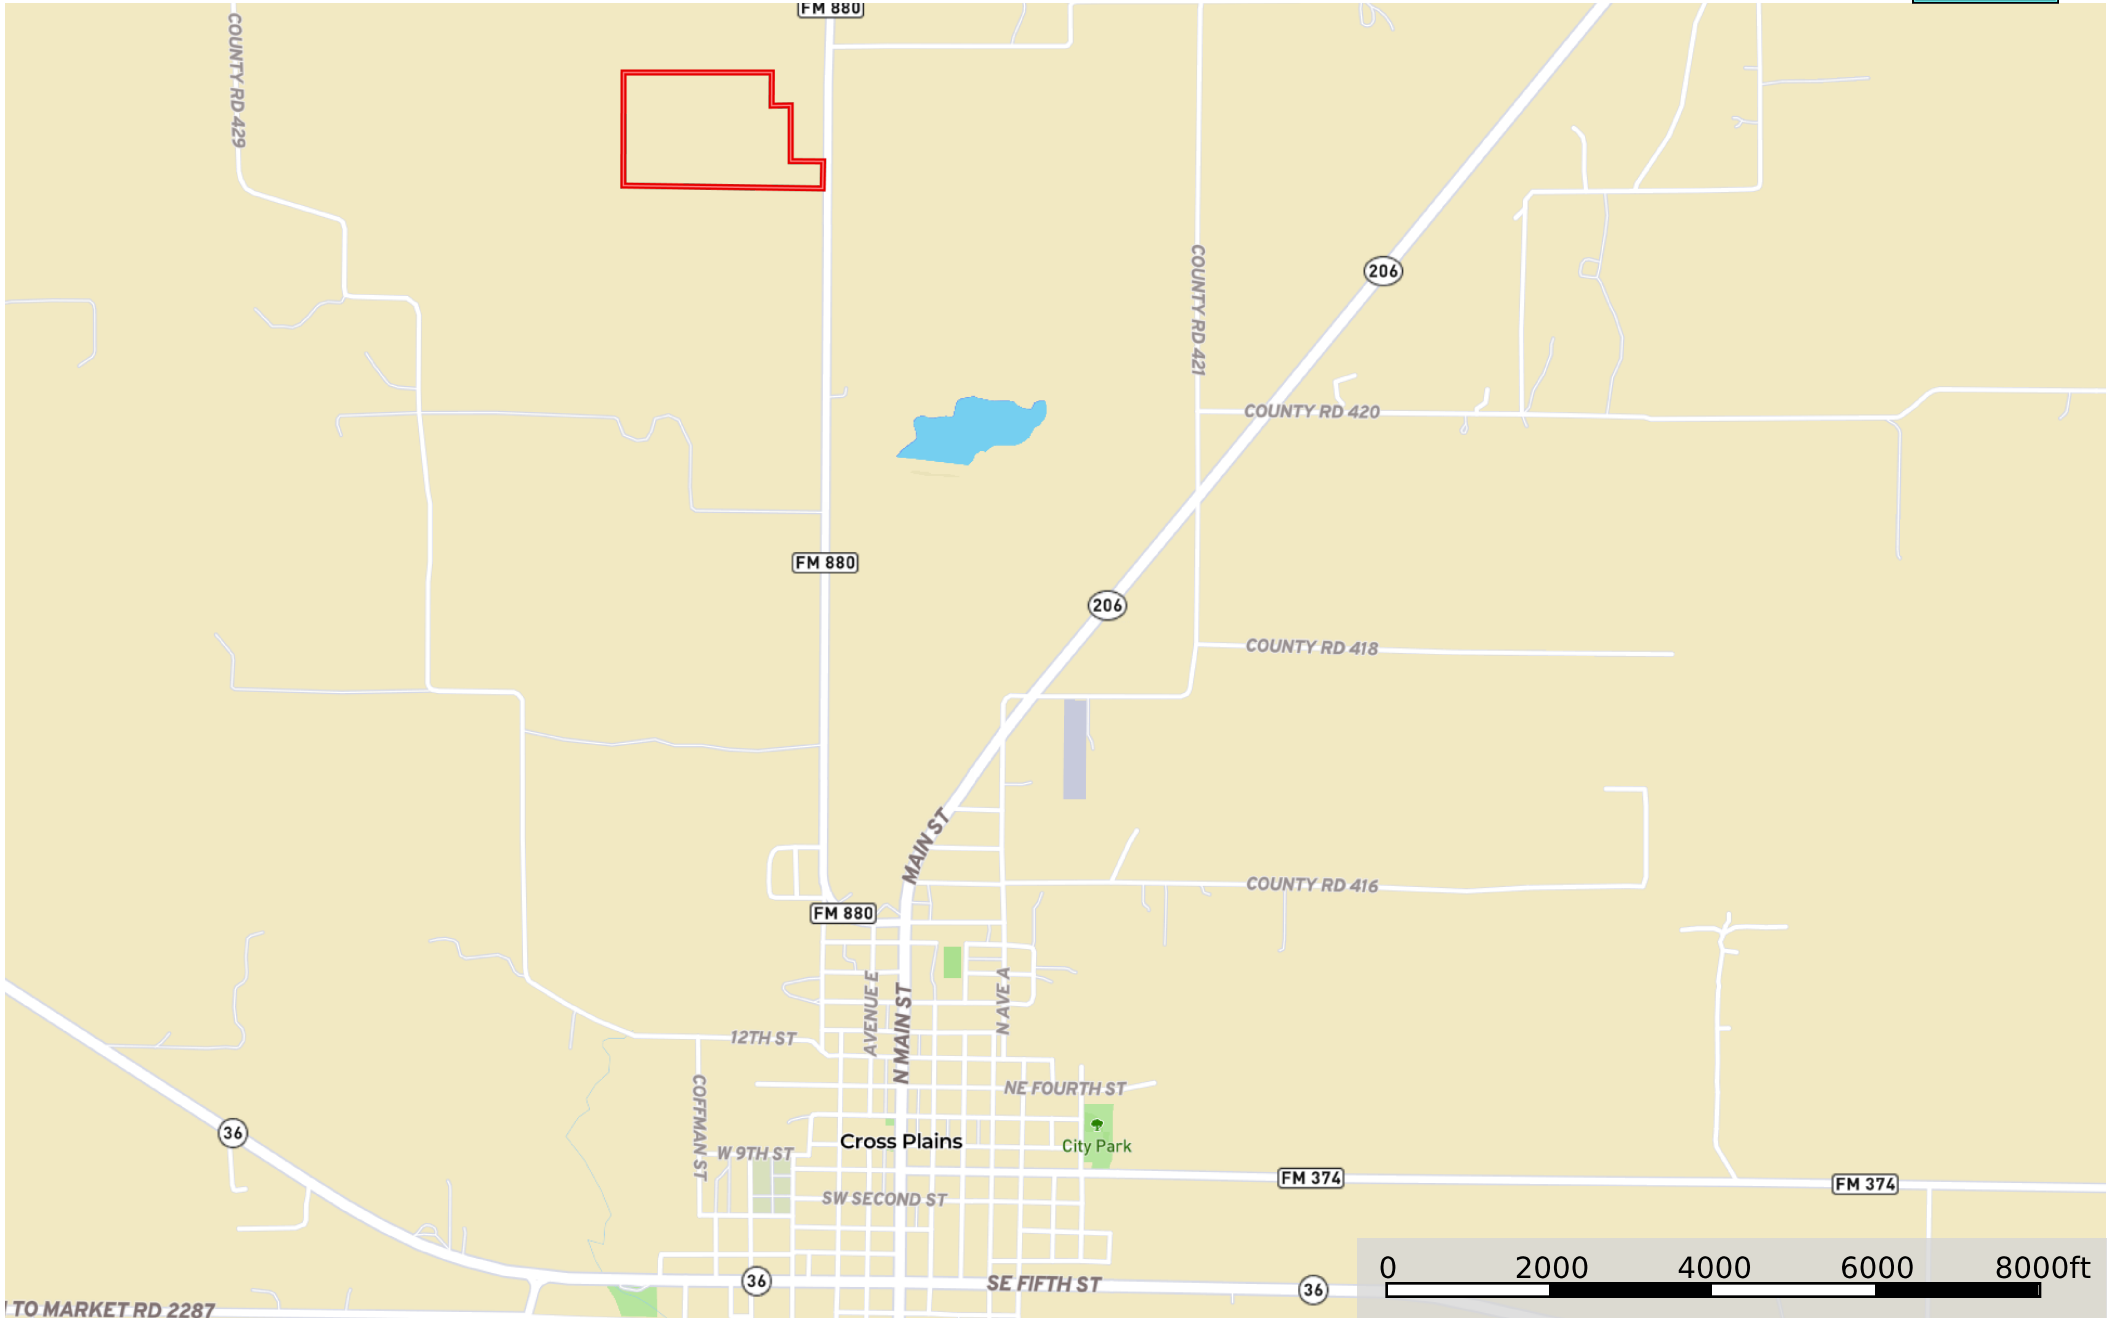 FM 880
COUNTY RD 429
COUNTY RD 421
206
COUNTY RD 420
FM 880
206
COUNTY RD 418
MAIN ST
COUNTY RD 416
FM 880
AVENUE E
N MAIN ST
N AVE A
12TH ST
COFFMAN ST
NE FOURTH ST
36
Cross Plains
City Park
W 9TH ST
FM 374
FM 374
SW SECOND ST
36
SE FIFTH ST
36
TO MARKET RD 2287
0 2000 4000 6000 8000ft